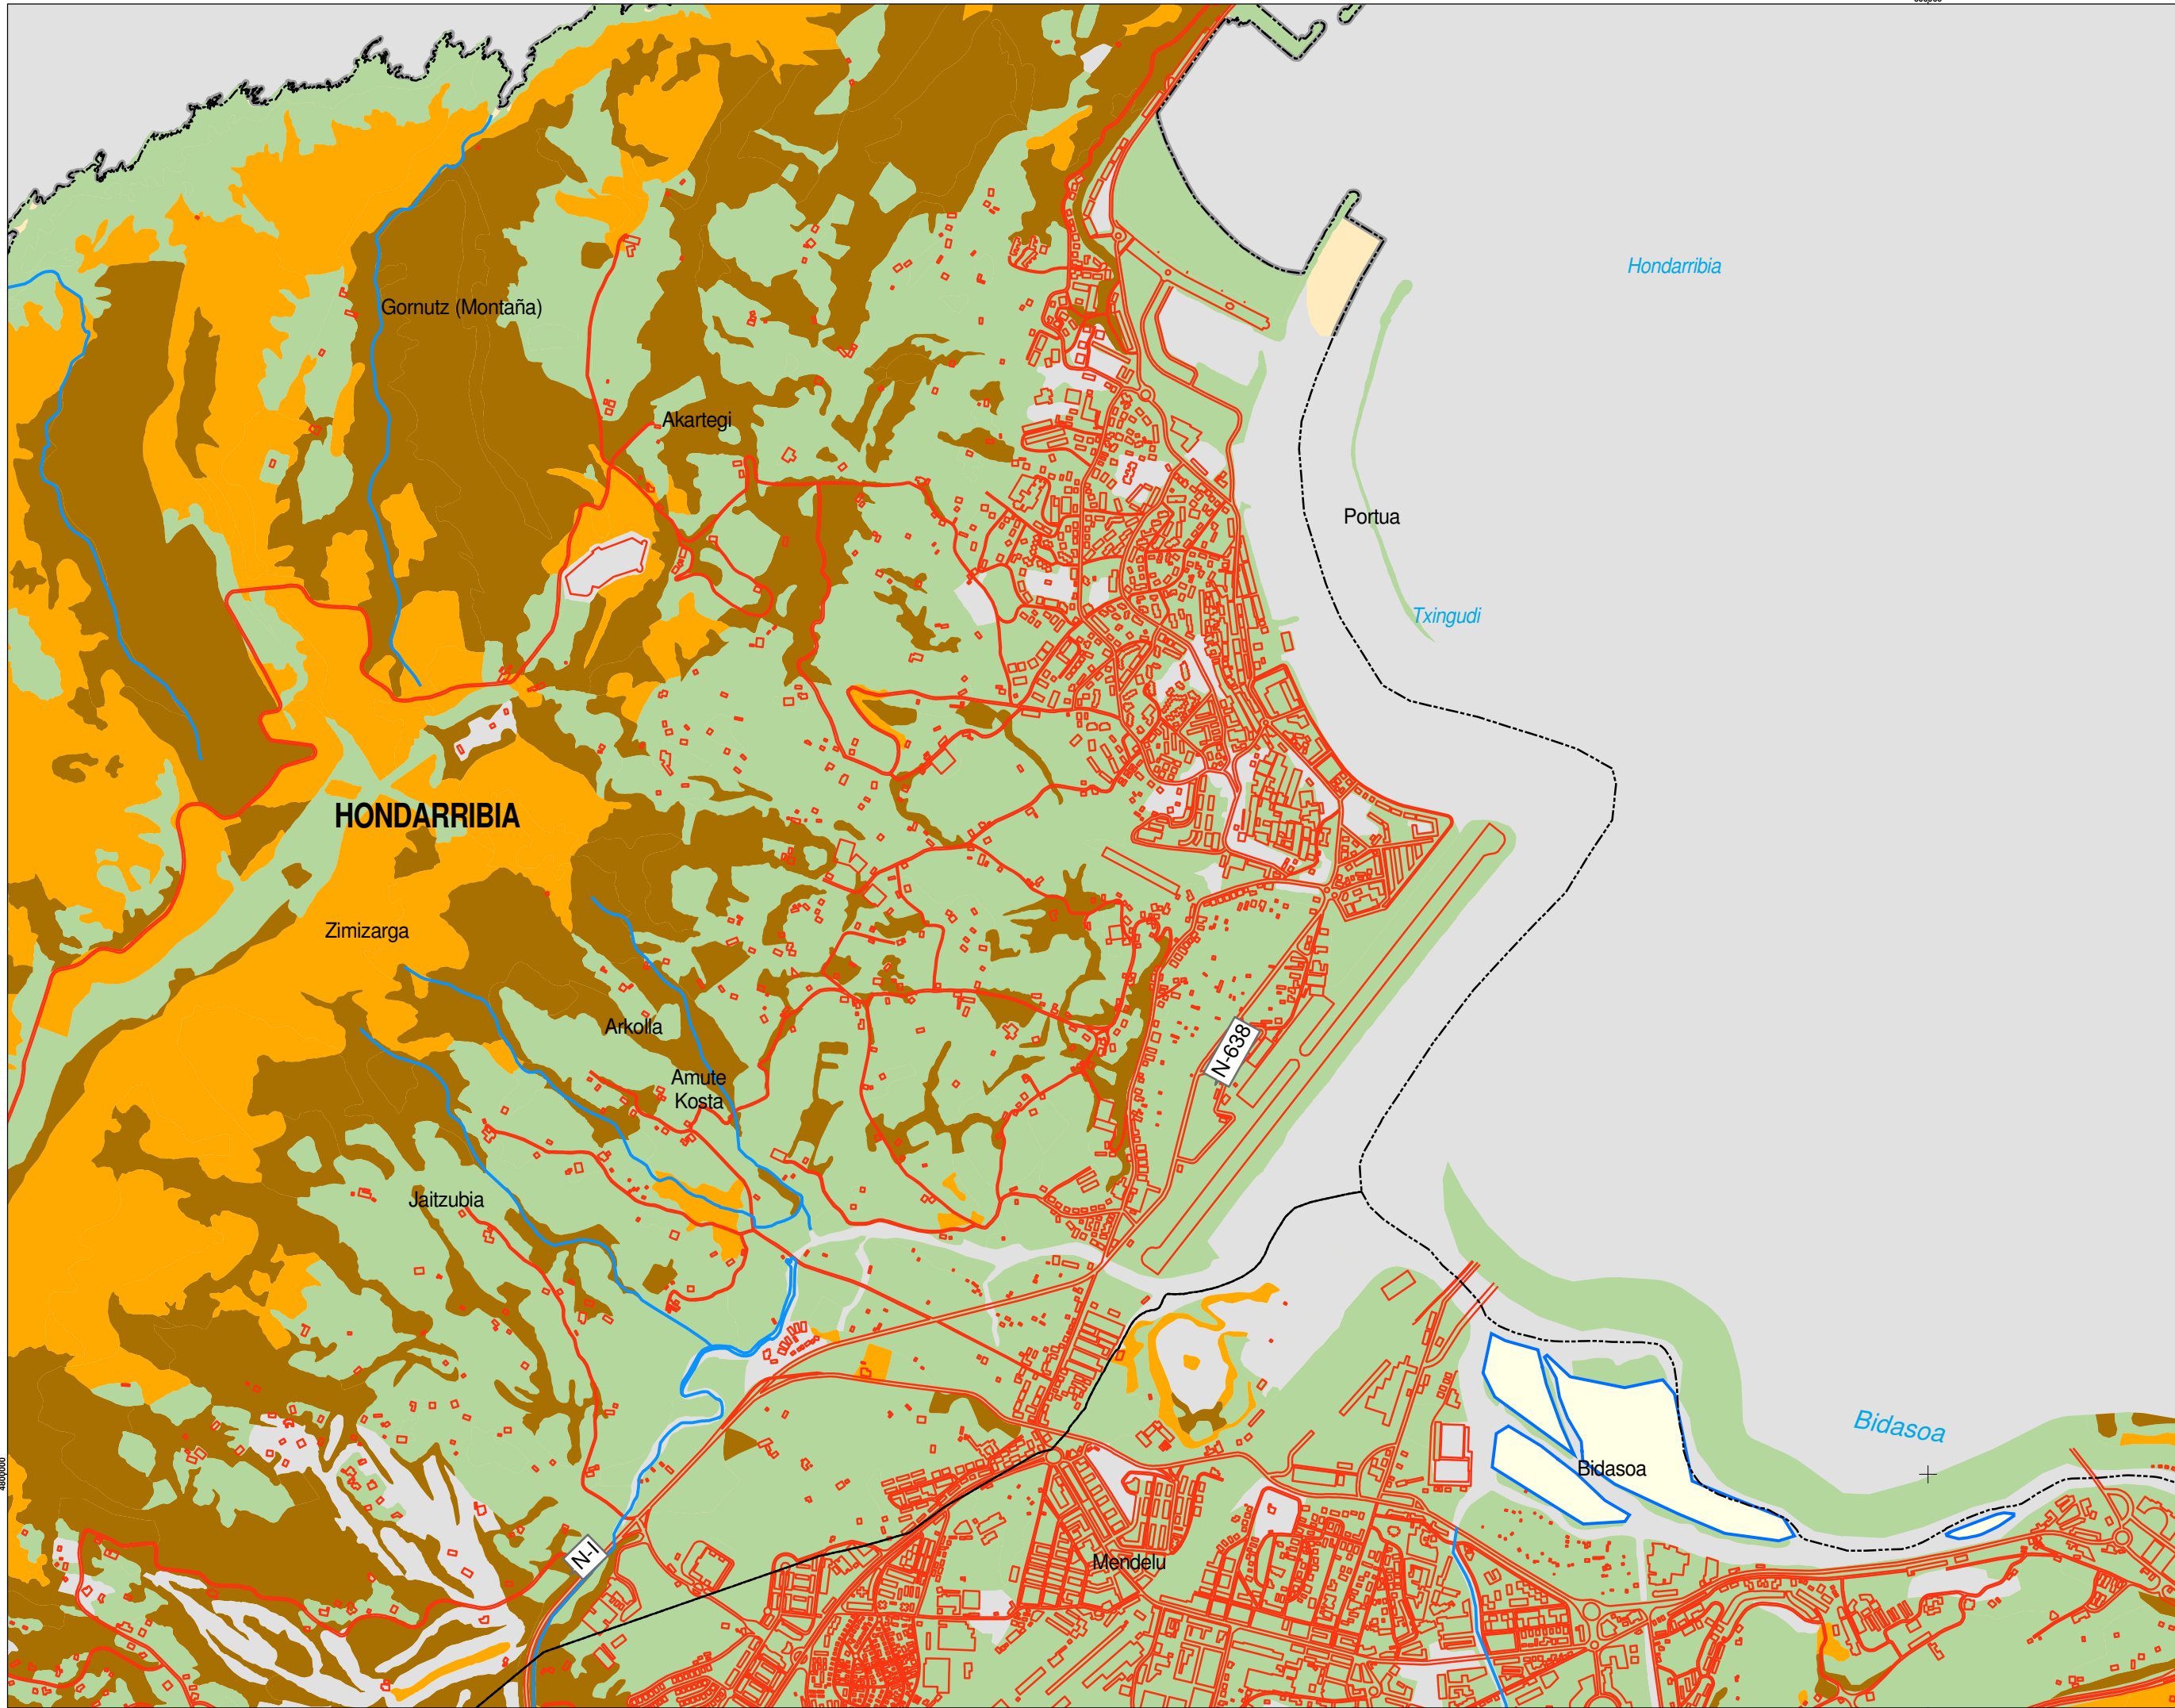 Hondarribia
Gornutz (Montaña)
Akartegi
Portua
Txingudi
HONDARRIBIA
Zimizarga
Arkolla
N-638
Amute
Kosta
Jaitzubia
Bidasoa
Bidasoa
N-I
Mendelu